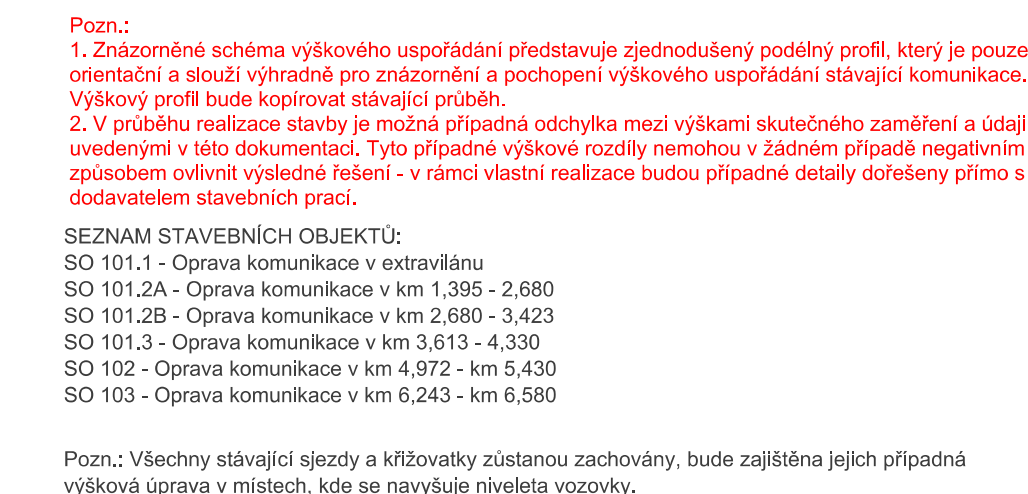 Pozn.:
1. Znázorněné schéma výškového uspořádání představuje zjednodušený podélný profil, který je pouze
orientační a slouží výhradně pro znázornění a pochopení výškového uspořádání stávající komunikace.
Výškový profil bude kopírovat stávající průběh.
2. V průběhu realizace stavby je možná případná odchylka mezi výškami skutečného zaměření a údaji
uvedenými v této dokumentaci. Tyto případné výškové rozdíly nemohou v žádném případě negativním
způsobem ovlivnit výsledné řešení - v rámci vlastní realizace budou případné detaily dořešeny přímo s
dodavatelem stavebních prací.
SEZNAM STAVEBNÍCH OBJEKTŮ:
SO 101.1 - Oprava komunikace v extravilánu
SO 101.2A - Oprava komunikace v km 1,395 - 2,680
SO 101.2B - Oprava komunikace v km 2,680 - 3,423
SO 101.3 - Oprava komunikace v km 3,613 - 4,330
SO 102 - Oprava komunikace v km 4,972 - km 5,430
SO 103 - Oprava komunikace v km 6,243 - km 6,580
Pozn.: Všechny stávající sjezdy a křižovatky zůstanou zachovány, bude zajištěna jejich případná
výšková úprava v místech, kde se navyšuje niveleta vozovky.